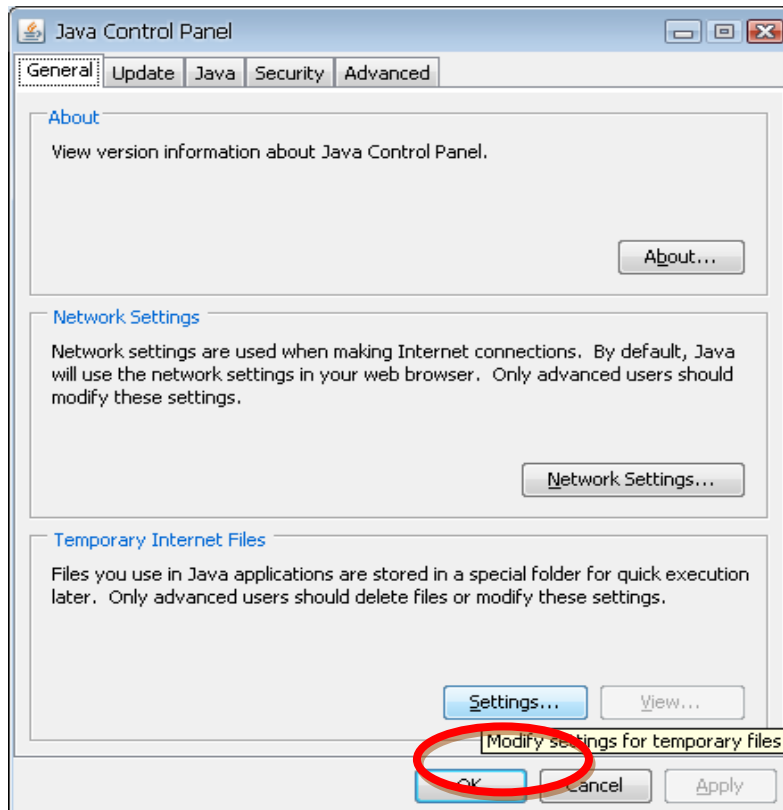 Java Control Panel
General Update Java Security Advanced
About
View version information about Java Control Panel.
About...
Network Settings
Network settings are used when making Internet connections. By default, Java
will use the network settings in your web browser. Only advanced users should
modify these settings.
Network Settings...
Temporary Internet Files
Files you use in Java applications are stored in a special folder for quick execution
later. Only advanced users should delete files or modify these settings.
Settings... View...
Modify settings for temporary files
OK Cancel Apply